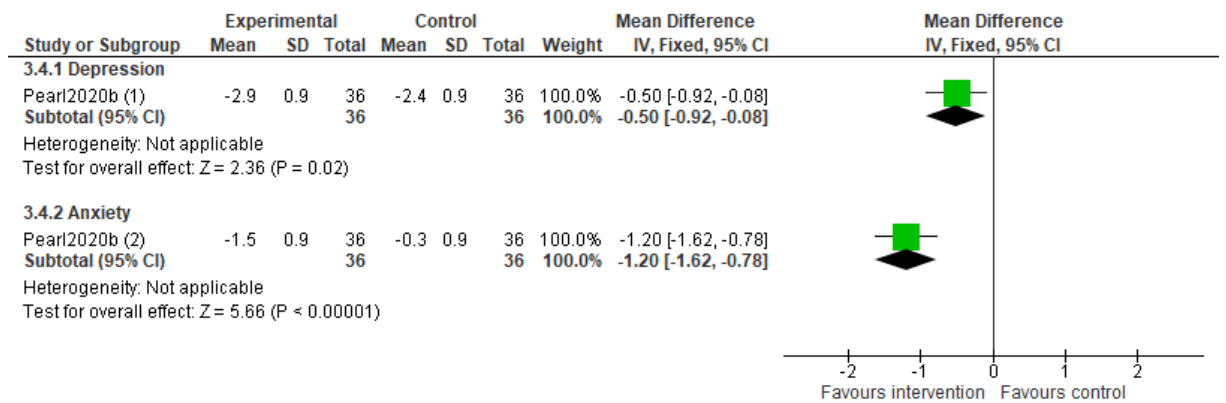 Experimental Control Mean Difference Mean Difference
Study or Subgroup Mean SD Total Mean SD Total Weight IV, Fixed, 95% CI IV, Fixed, 95% CI
3.4.1 Depression
Pearl2020b (1) -2.9 0.9 36 -2.4 0.9 36 100.0% -0.50 [-0.92, -0.08]
Subtotal (95% CI) 36 36 100.0% -0.50 [-0.92, -0.08]
Heterogeneity: Not applicable
Test for overall effect: Z = 2.36 (P = 0.02)
3.4.2 Anxiety
Pearl2020b (2) -1.5 0.9 36 -0.3 0.9 36 100.0% -1.20 [-1.62, -0.78]
Subtotal (95% CI) 36 36 100.0% -1.20 [-1.62, -0.78]
Heterogeneity: Not applicable
Test for overall effect: Z = 5.66 (P < 0.00001)
-2 -1 0 1 2
Favours intervention Favours control